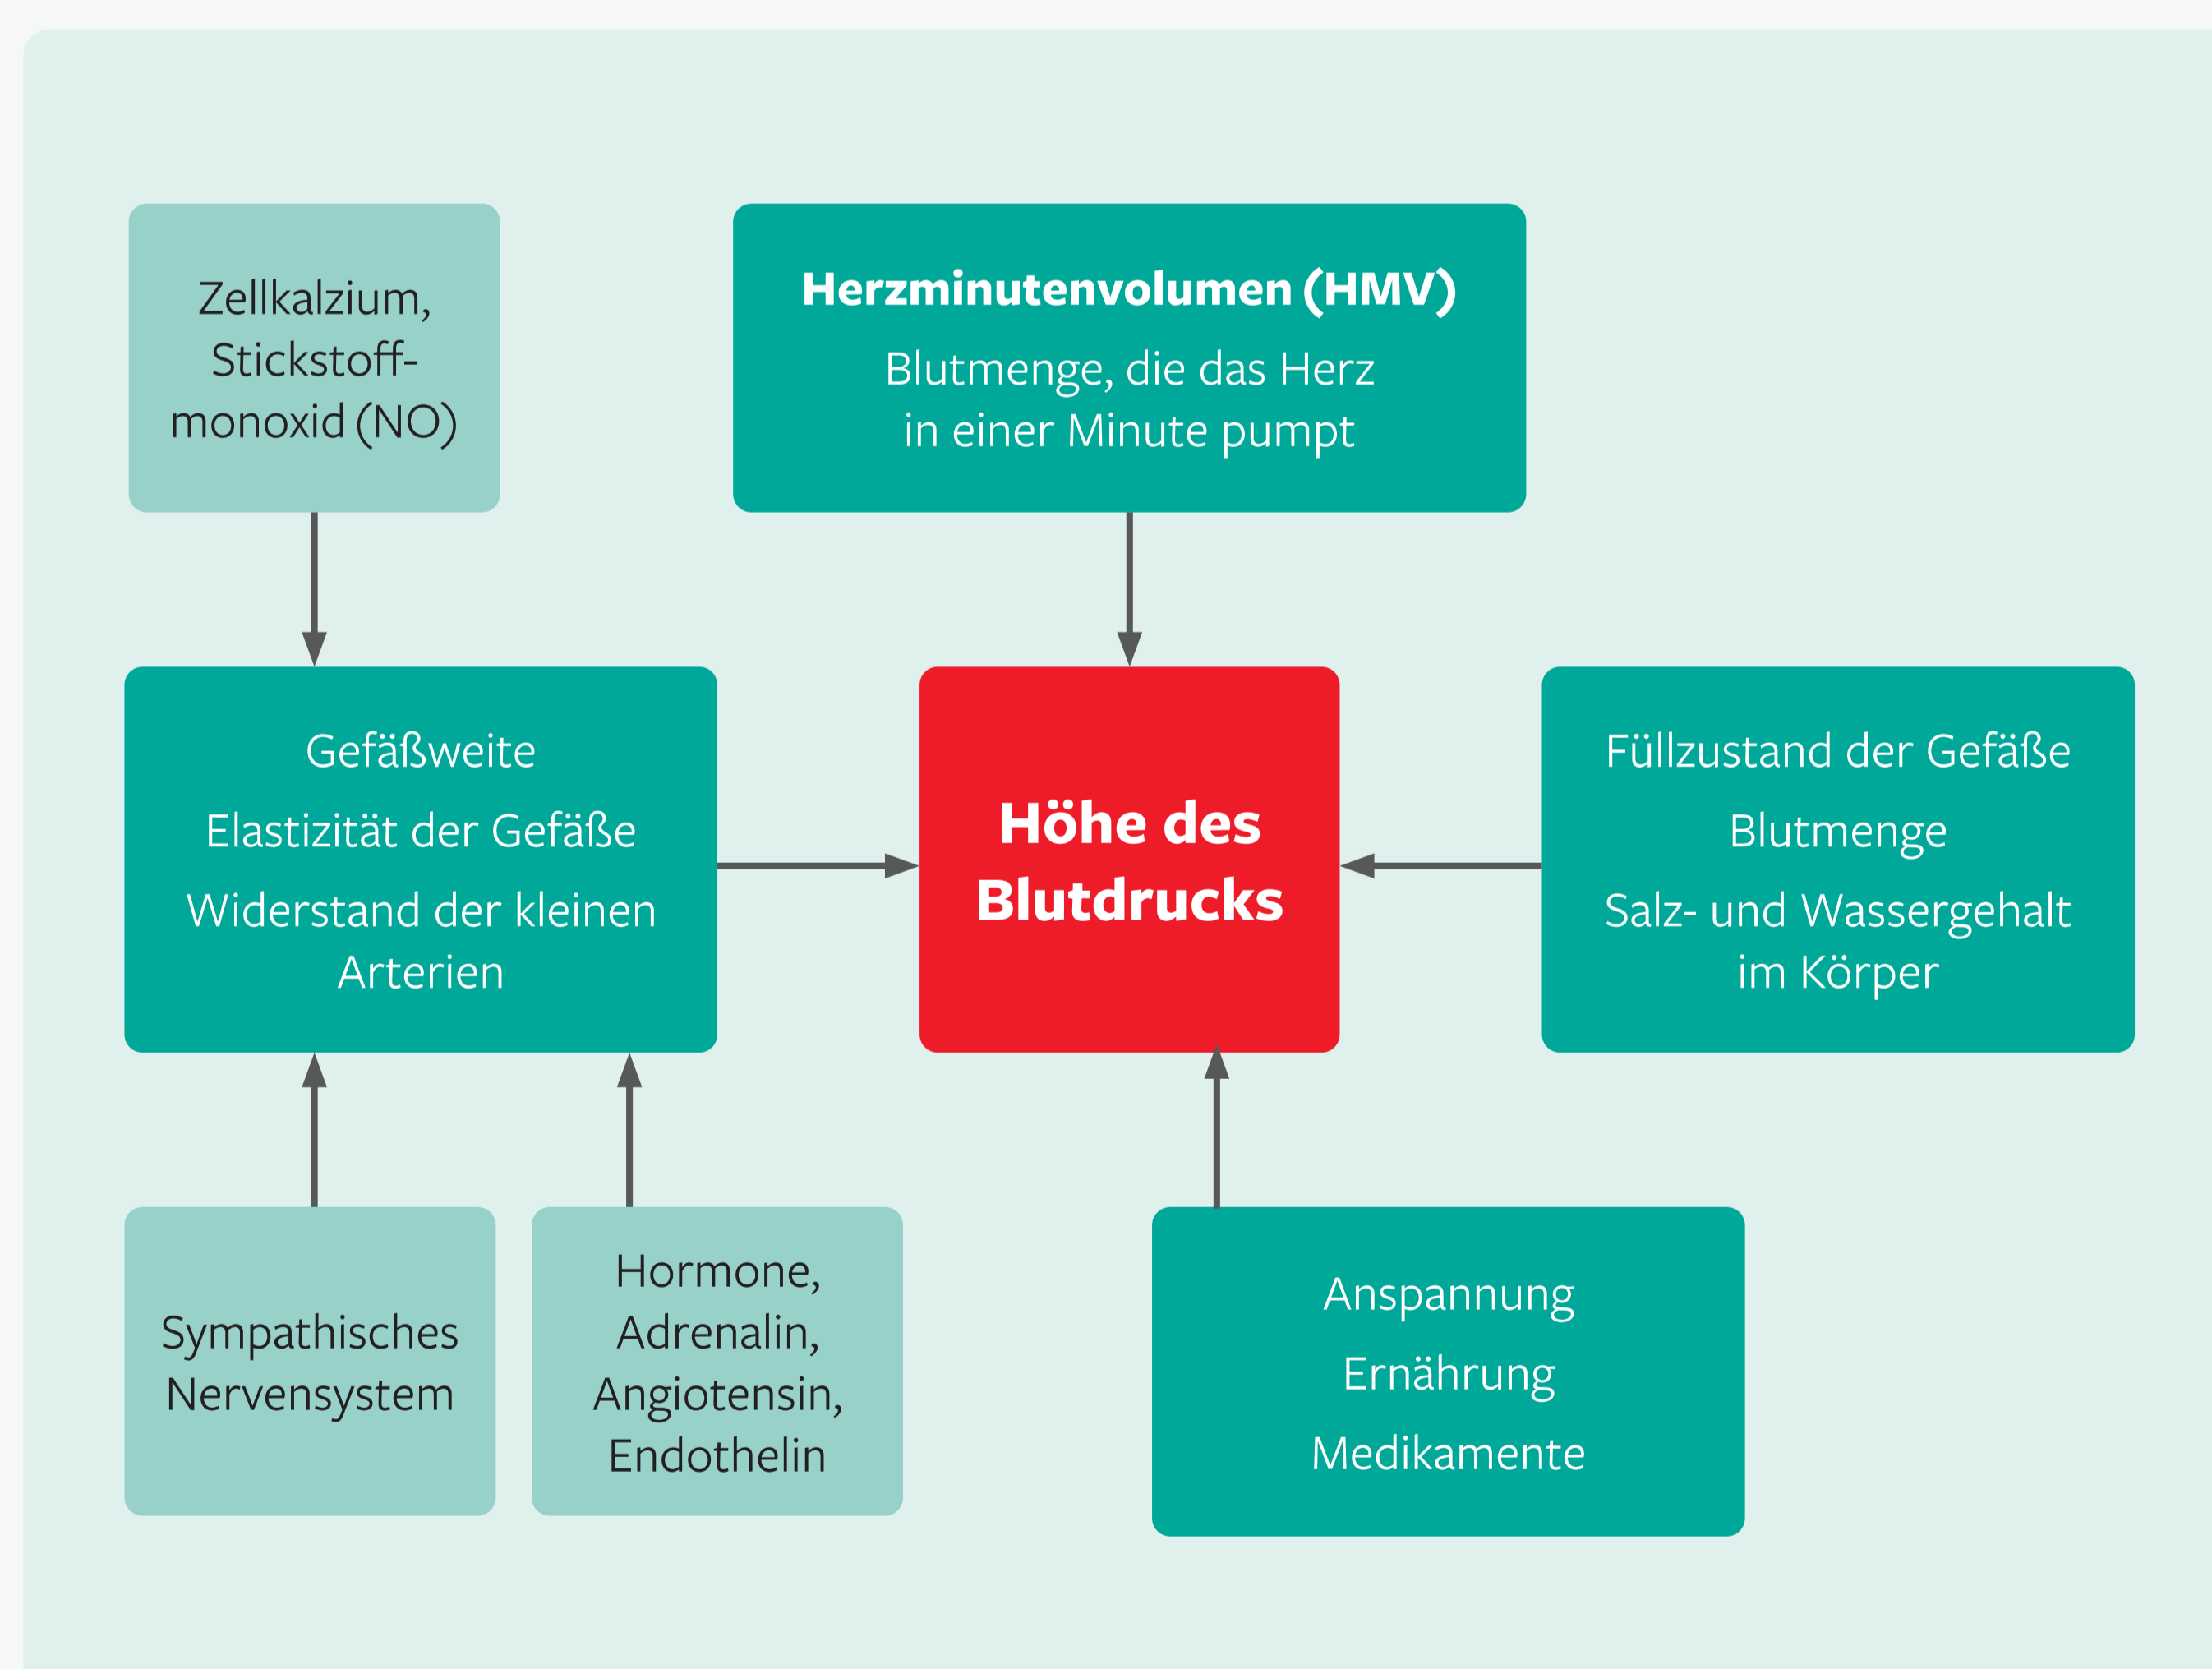 Zellkalzium,
Stickstoff-
monoxid (NO)
Herzminutenvolumen (HMV)
Blutmenge, die das Herz
in einer Minute pumpt
Gefäßweite
Elastizität der Gefäße
Widerstand der kleinen
Arterien
Höhe des
Blutdrucks
Füllzustand der Gefäße
Blutmenge
Salz- und Wassergehalt
im Körper
Sympathisches
Nervensystem
Hormone,
Adrenalin,
Angiotensin,
Endothelin
Anspannung
Ernährung
Medikamente